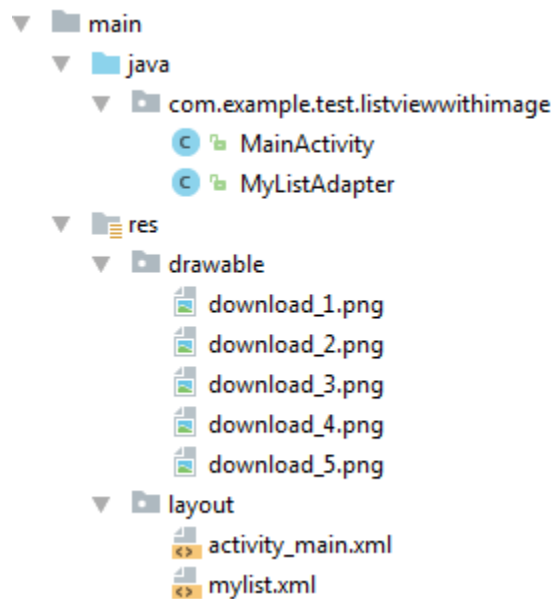 main
java
com.example.test.listviewwithimage
C MainActivity
C MyListAdapter
res
drawable
download_1.png
download_2.png
download_3.png
download_4.png
download_5.png
layout
activity_main.xml
mylist.xml